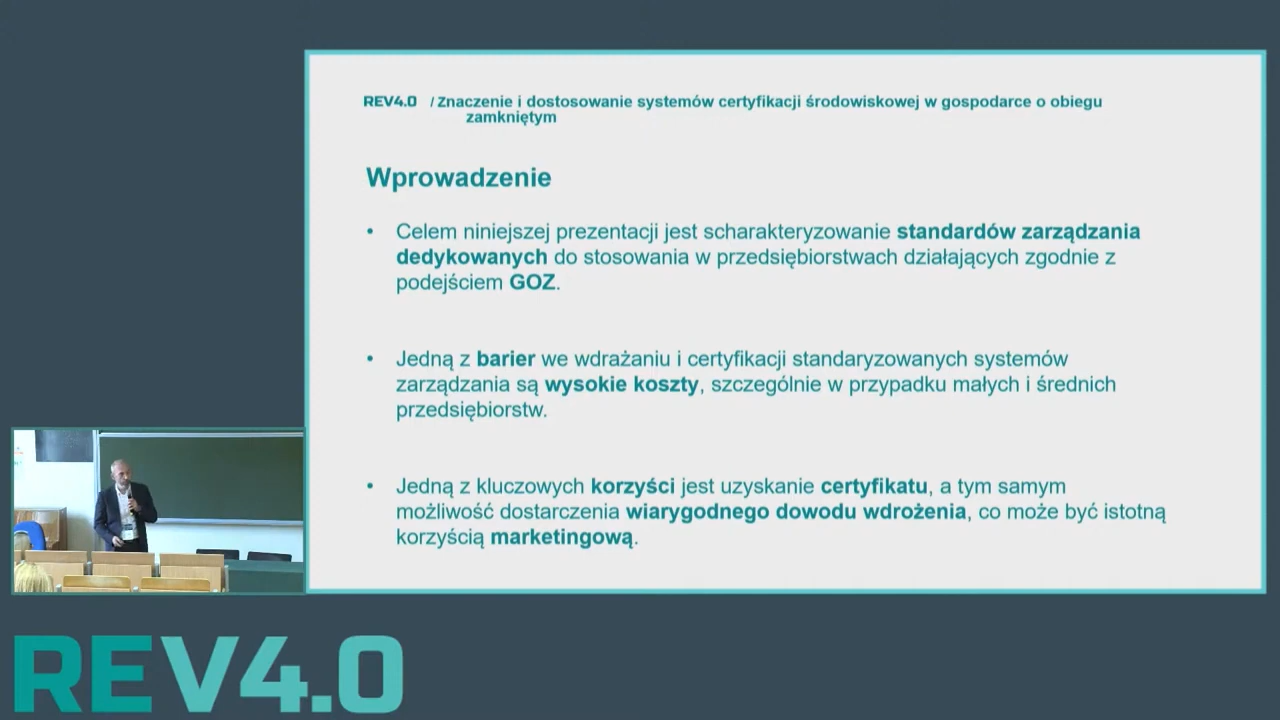 REV4.0 / Znaczenie i dostosowanie systemów certyfikacji środowiskowej w gospodarce o obiegu
zamkniętym
Wprowadzenie
• Celem niniejszej prezentacji jest scharakteryzowanie standardów zarządzania
dedykowanych do stosowania w przedsiębiorstwach działających zgodnie z
podejściem GOZ.
• Jedną z barier we wdrażaniu i certyfikacji standaryzowanych systemów
zarządzania są wysokie koszty, szczególnie w przypadku małych i średnich
przedsiębiorstw.
• Jedną z kluczowych korzyści jest uzyskanie certyfikatu, a tym samym
możliwość dostarczenia wiarygodnego dowodu wdrożenia, co może być istotną
korzyścią marketingową.
REV4.0